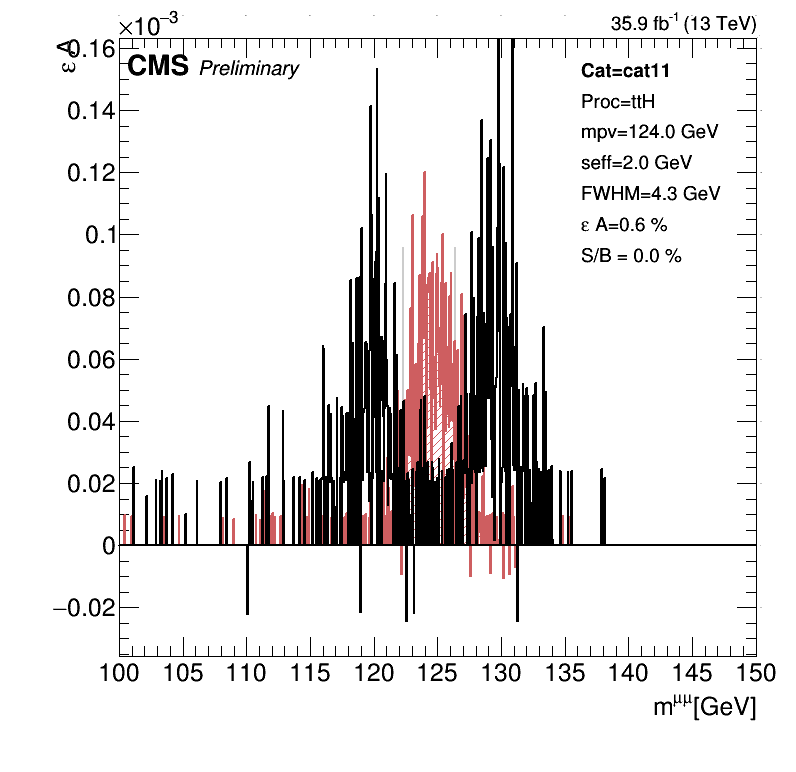 ×10⁻³
35.9 fb⁻¹ (13 TeV)
ε A
CMS Preliminary
Cat=cat11
Proc=ttH
mpv=124.0 GeV
seff=2.0 GeV
FWHM=4.3 GeV
ε A=0.6 %
S/B = 0.0 %
0.16
0.14
0.12
0.1
0.08
0.06
0.04
0.02
0
−0.02
100 105 110 115 120 125 130 135 140 145 150
m^μμ[GeV]